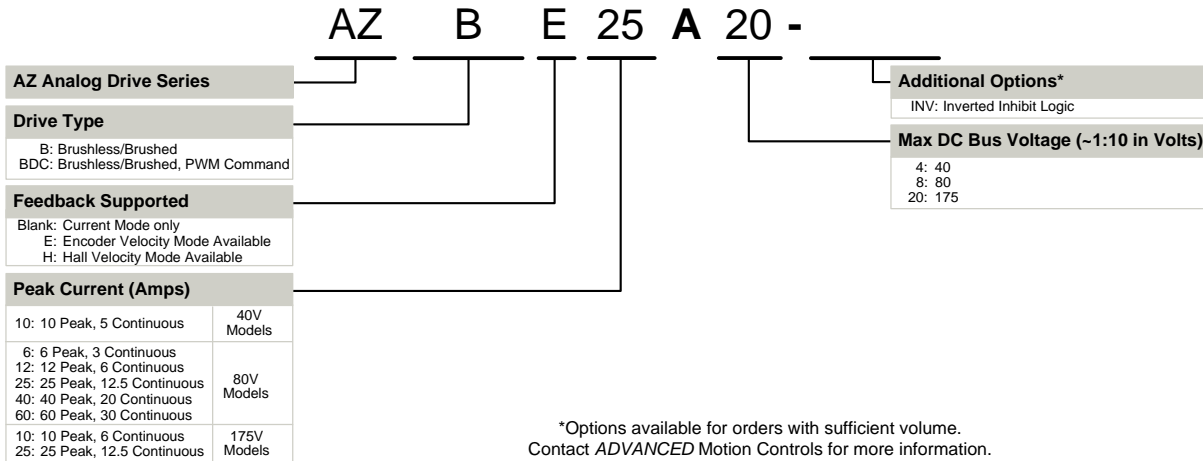 AZ B E 25 A 20 -
AZ Analog Drive Series
Drive Type
B: Brushless/Brushed
BDC: Brushless/Brushed, PWM Command
Feedback Supported
Blank: Current Mode only
E: Encoder Velocity Mode Available
H: Hall Velocity Mode Available
Peak Current (Amps)
10: 10 Peak, 5 Continuous
40V
Models
6: 6 Peak, 3 Continuous
12: 12 Peak, 6 Continuous
25: 25 Peak, 12.5 Continuous
40: 40 Peak, 20 Continuous
60: 60 Peak, 30 Continuous
80V
Models
10: 10 Peak, 6 Continuous
25: 25 Peak, 12.5 Continuous
175V
Models
Additional Options*
INV: Inverted Inhibit Logic
Max DC Bus Voltage (~1:10 in Volts)
4: 40
8: 80
20: 175
*Options available for orders with sufficient volume.
Contact ADVANCED Motion Controls for more information.